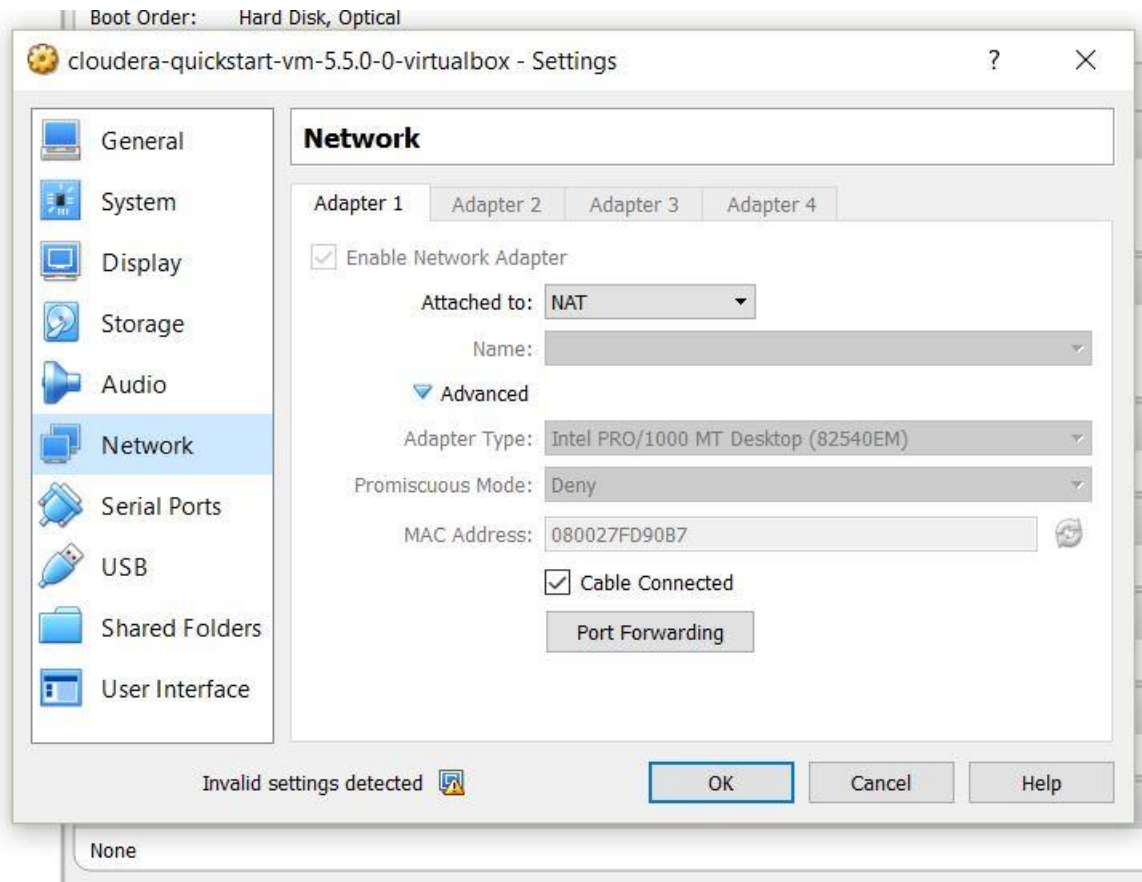 Boot Order: Hard Disk, Optical
cloudera-quickstart-vm-5.5.0-0-virtualbox - Settings ?
General
System
Display
Storage
Audio
Network
Serial Ports
USB
Shared Folders
User Interface
Network
Adapter 1 Adapter 2 Adapter 3 Adapter 4
Enable Network Adapter
Attached to: NAT
Name:
Advanced
Adapter Type: Intel PRO/1000 MT Desktop (82540EM)
Promiscuous Mode: Deny
MAC Address: 080027FD90B7
Cable Connected
Port Forwarding
Invalid settings detected OK Cancel Help
None